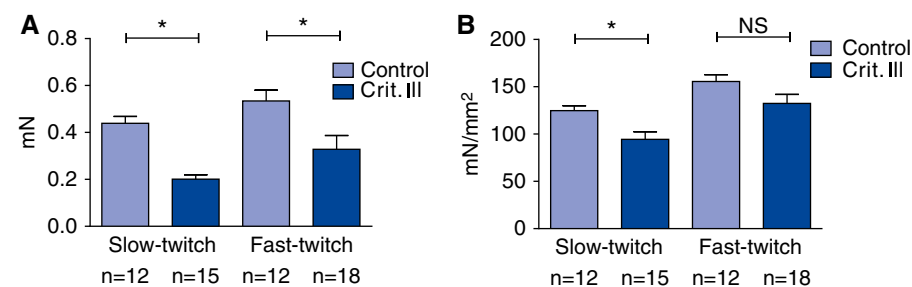 A
mN
0.8
0.6
0.4
0.2
0.0
*
*
Control
Crit. Ill
Slow-twitch Fast-twitch
n=12 n=15 n=12 n=18
B
mN/mm²
200
150
100
50
0
*
NS
Control
Crit. Ill
Slow-twitch Fast-twitch
n=12 n=15 n=12 n=18